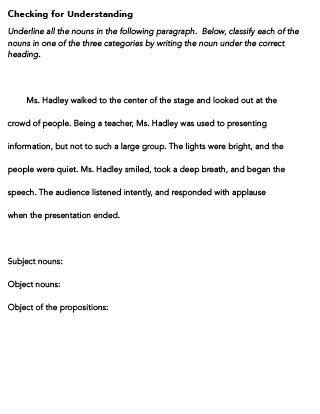 Checking for Understanding
Underline all the nouns in the following paragraph. Below, classify each of the
nouns in one of the three categories by writing the noun under the correct
heading.
Ms. Hadley walked to the center of the stage and looked out at the
crowd of people. Being a teacher, Ms. Hadley was used to presenting
information, but not to such a large group. The lights were bright, and the
people were quiet. Ms. Hadley smiled, took a deep breath, and began the
speech. The audience listened intently, and responded with applause
when the presentation ended.
Subject nouns:
Object nouns:
Object of the propositions: